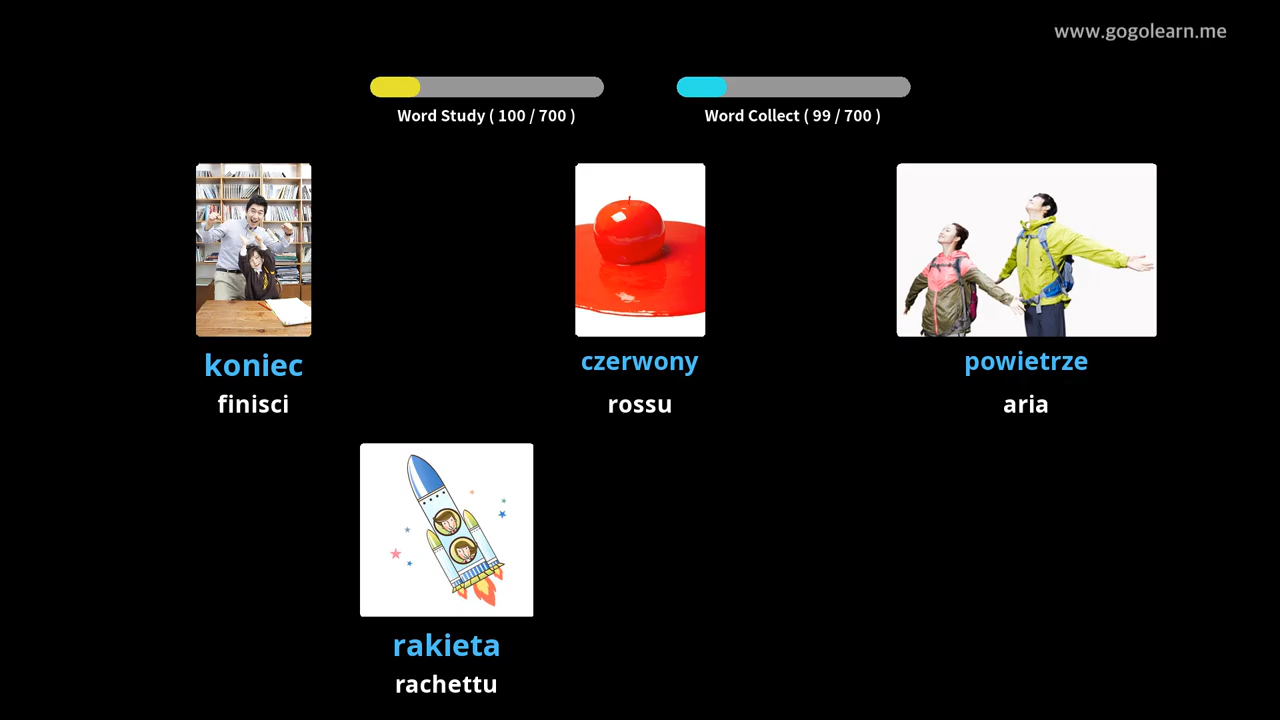 www.gogolearn.me
Word Study ( 100 / 700 )
Word Collect ( 99 / 700 )
koniec
finisci
czerwony
rossu
powietrze
aria
rakieta
rachettu